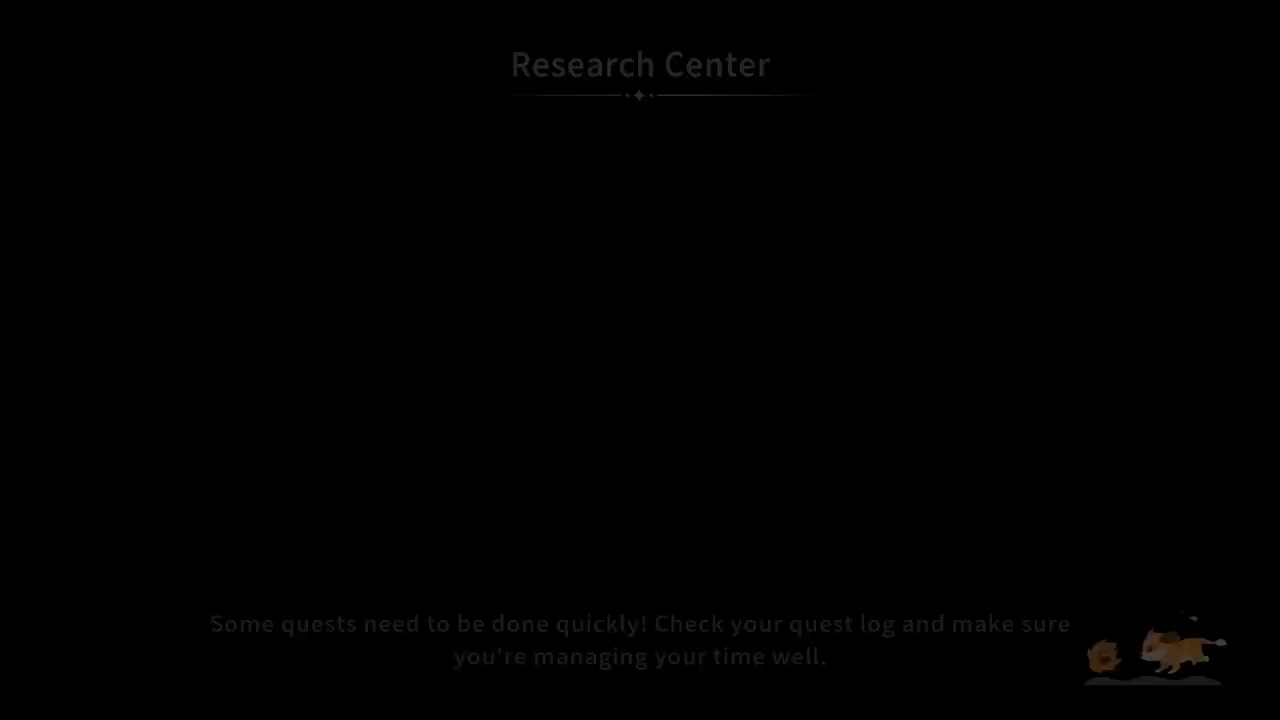 Research Center
Some quests need to be done quickly! Check your quest log and make sure
you're managing your time well.